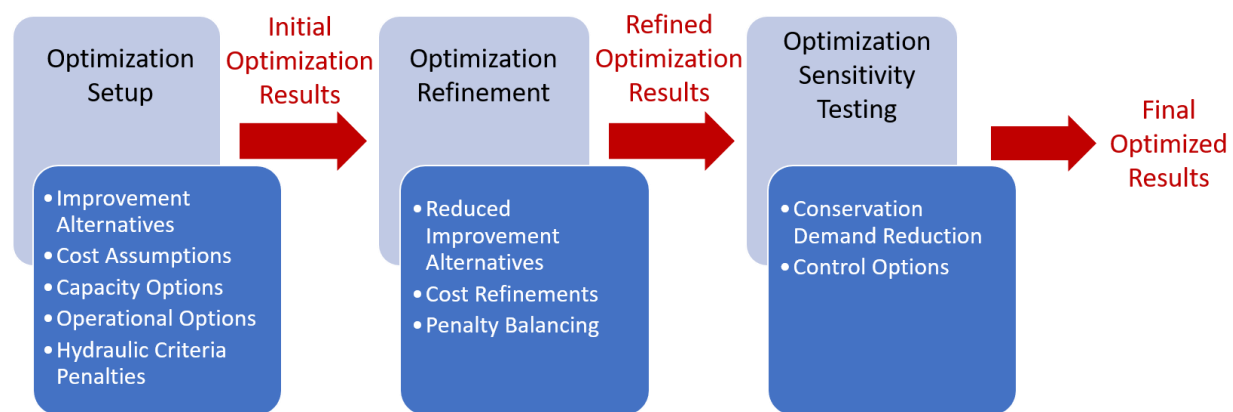 Optimization
Setup
• Improvement
Alternatives
• Cost Assumptions
• Capacity Options
• Operational Options
• Hydraulic Criteria
Penalties
Initial
Optimization
Results
Optimization
Refinement
• Reduced
Improvement
Alternatives
• Cost Refinements
• Penalty Balancing
Refined
Optimization
Results
Optimization
Sensitivity
Testing
• Conservation
Demand Reduction
• Control Options
Final
Optimized
Results